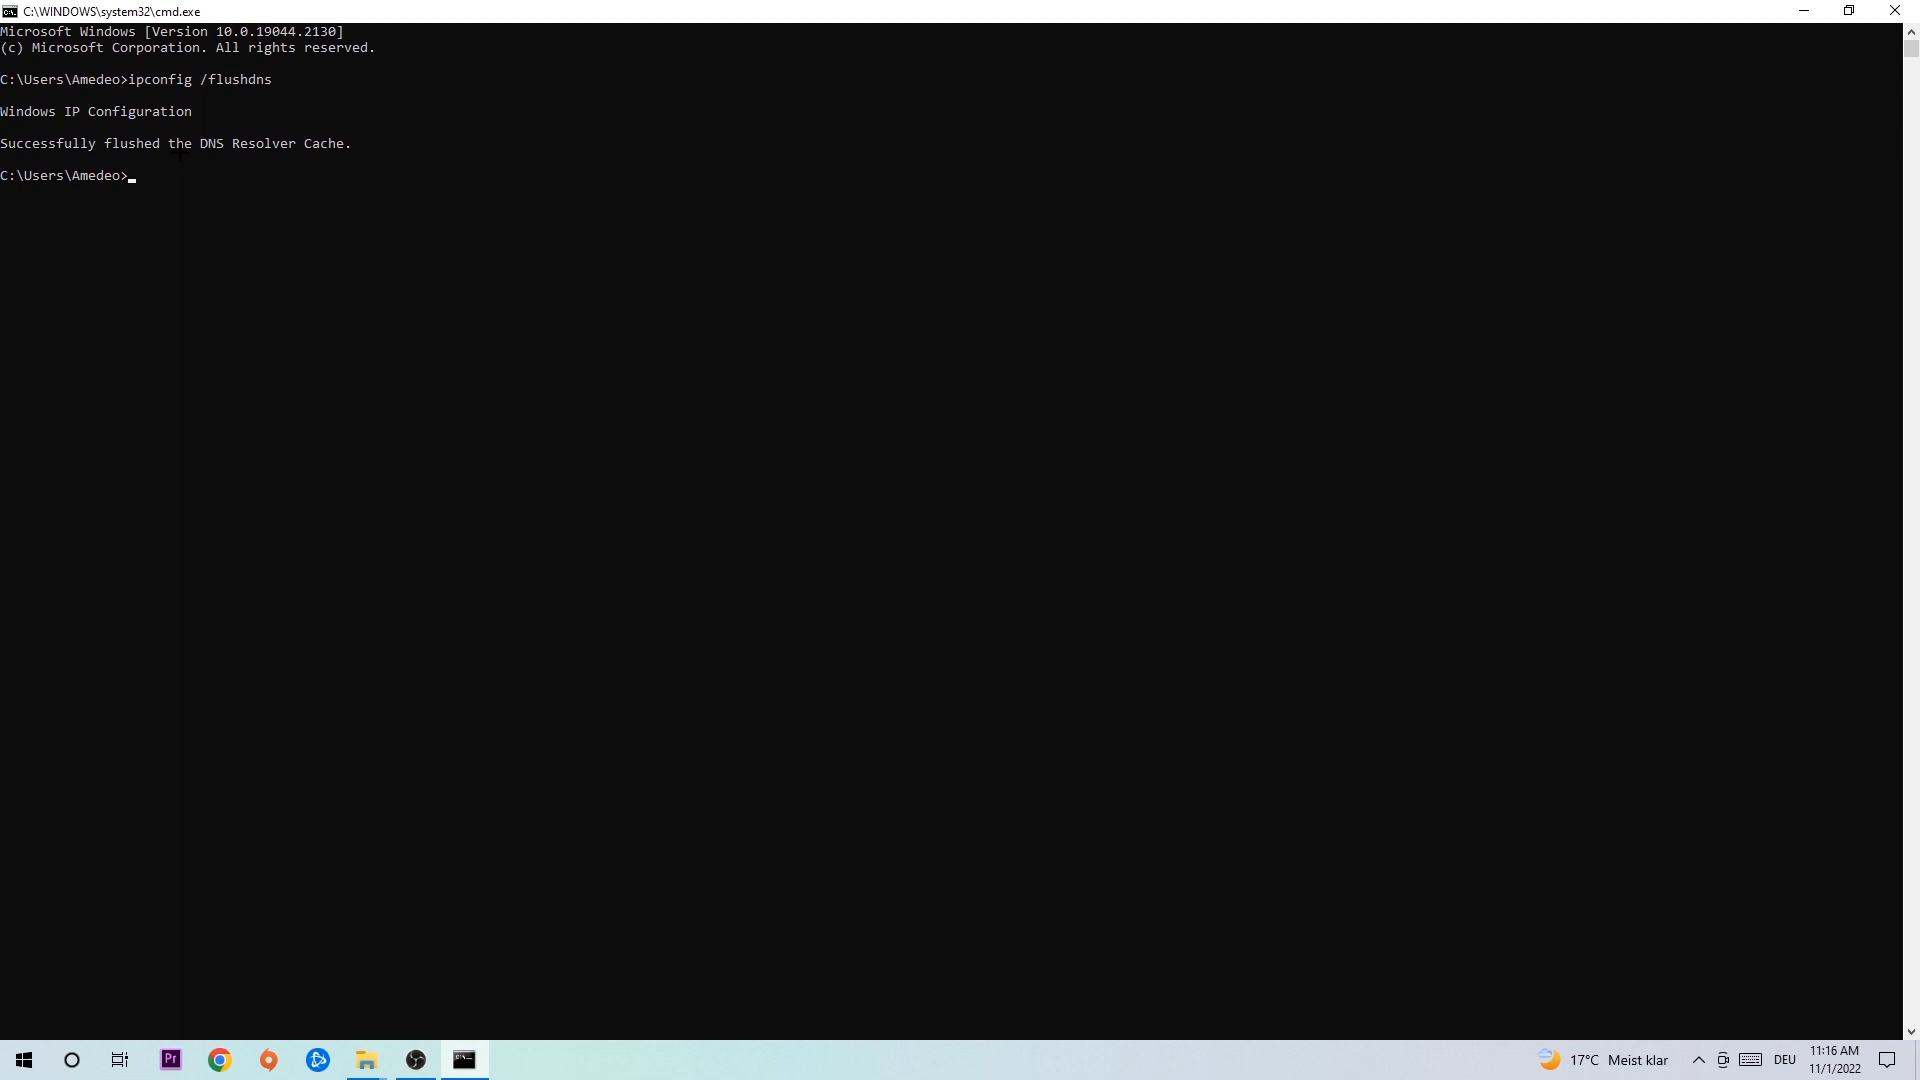 C:\WINDOWS\system32\cmd.exe
Microsoft Windows [Version 10.0.19044.2130]
(c) Microsoft Corporation. All rights reserved.
C:\Users\Amedeo>ipconfig /flushdns
Windows IP Configuration
Successfully flushed the DNS Resolver Cache.
C:\Users\Amedeo>
Pr
17°C Meist klar
DEU
11:16 AM
11/1/2022